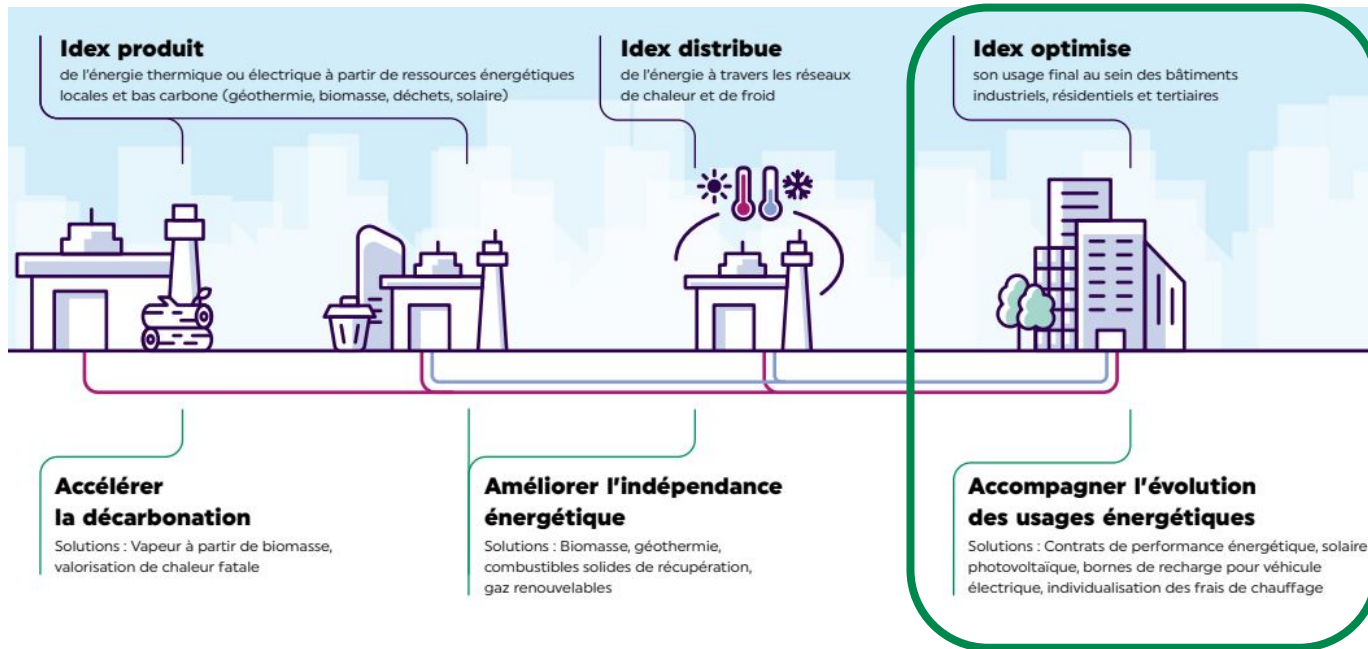 Idex produit
de l'énergie thermique ou électrique à partir de ressources énergétiques
locales et bas carbone (géothermie, biomasse, déchets, solaire)
Idex distribue
de l'énergie à travers les réseaux
de chaleur et de froid
Idex optimise
son usage final au sein des bâtiments
industriels, résidentiels et tertiaires
Accélérer
la décarbonation
Solutions : Vapeur à partir de biomasse,
valorisation de chaleur fatale
Améliorer l'indépendance
énergétique
Solutions : Biomasse, géothermie,
combustibles solides de récupération,
gaz renouvelables
Accompagner l'évolution
des usages énergétiques
Solutions : Contrats de performance énergétique, solaire
photovoltaïque, bornes de recharge pour véhicule
électrique, individualisation des frais de chauffage